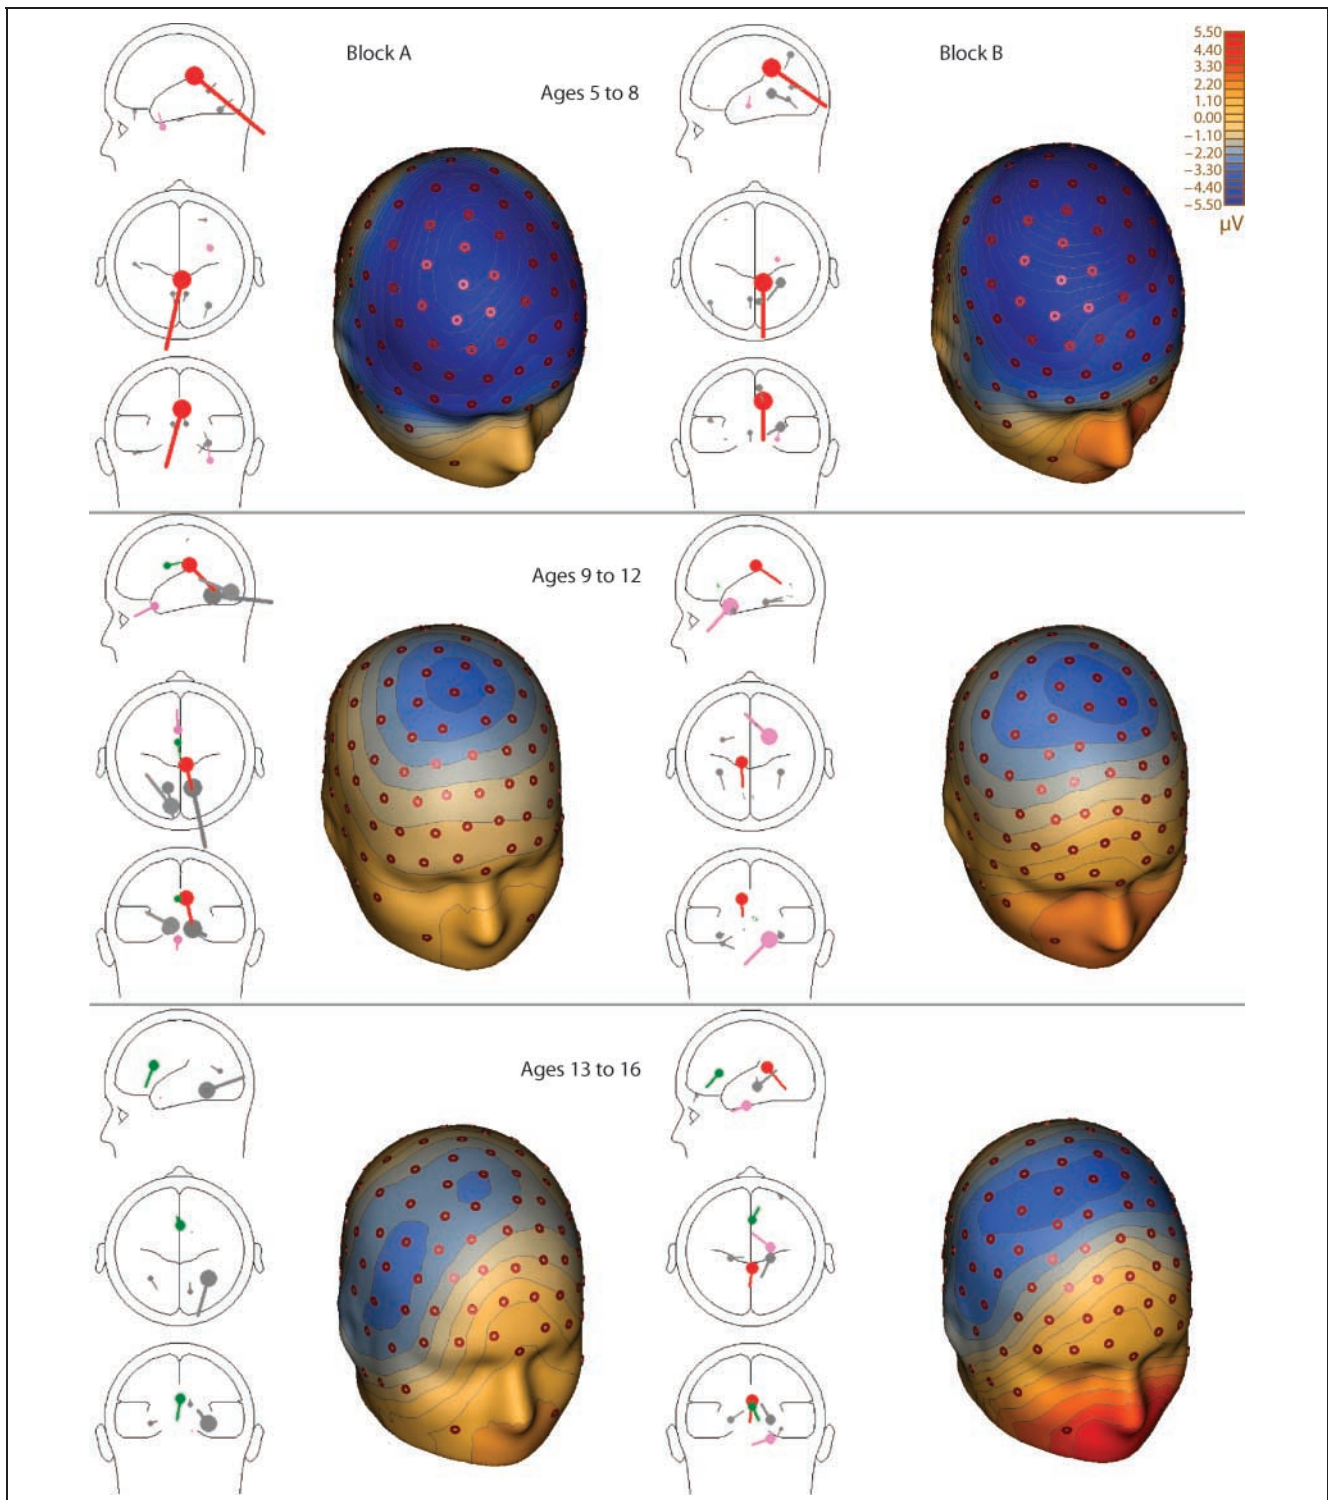 Block A
Block B
Ages 5 to 8
5.50
4.40
3.30
2.20
1.10
0.00
−1.10
−2.20
−3.30
−4.40
−5.50
μV
Ages 9 to 12
Ages 13 to 16